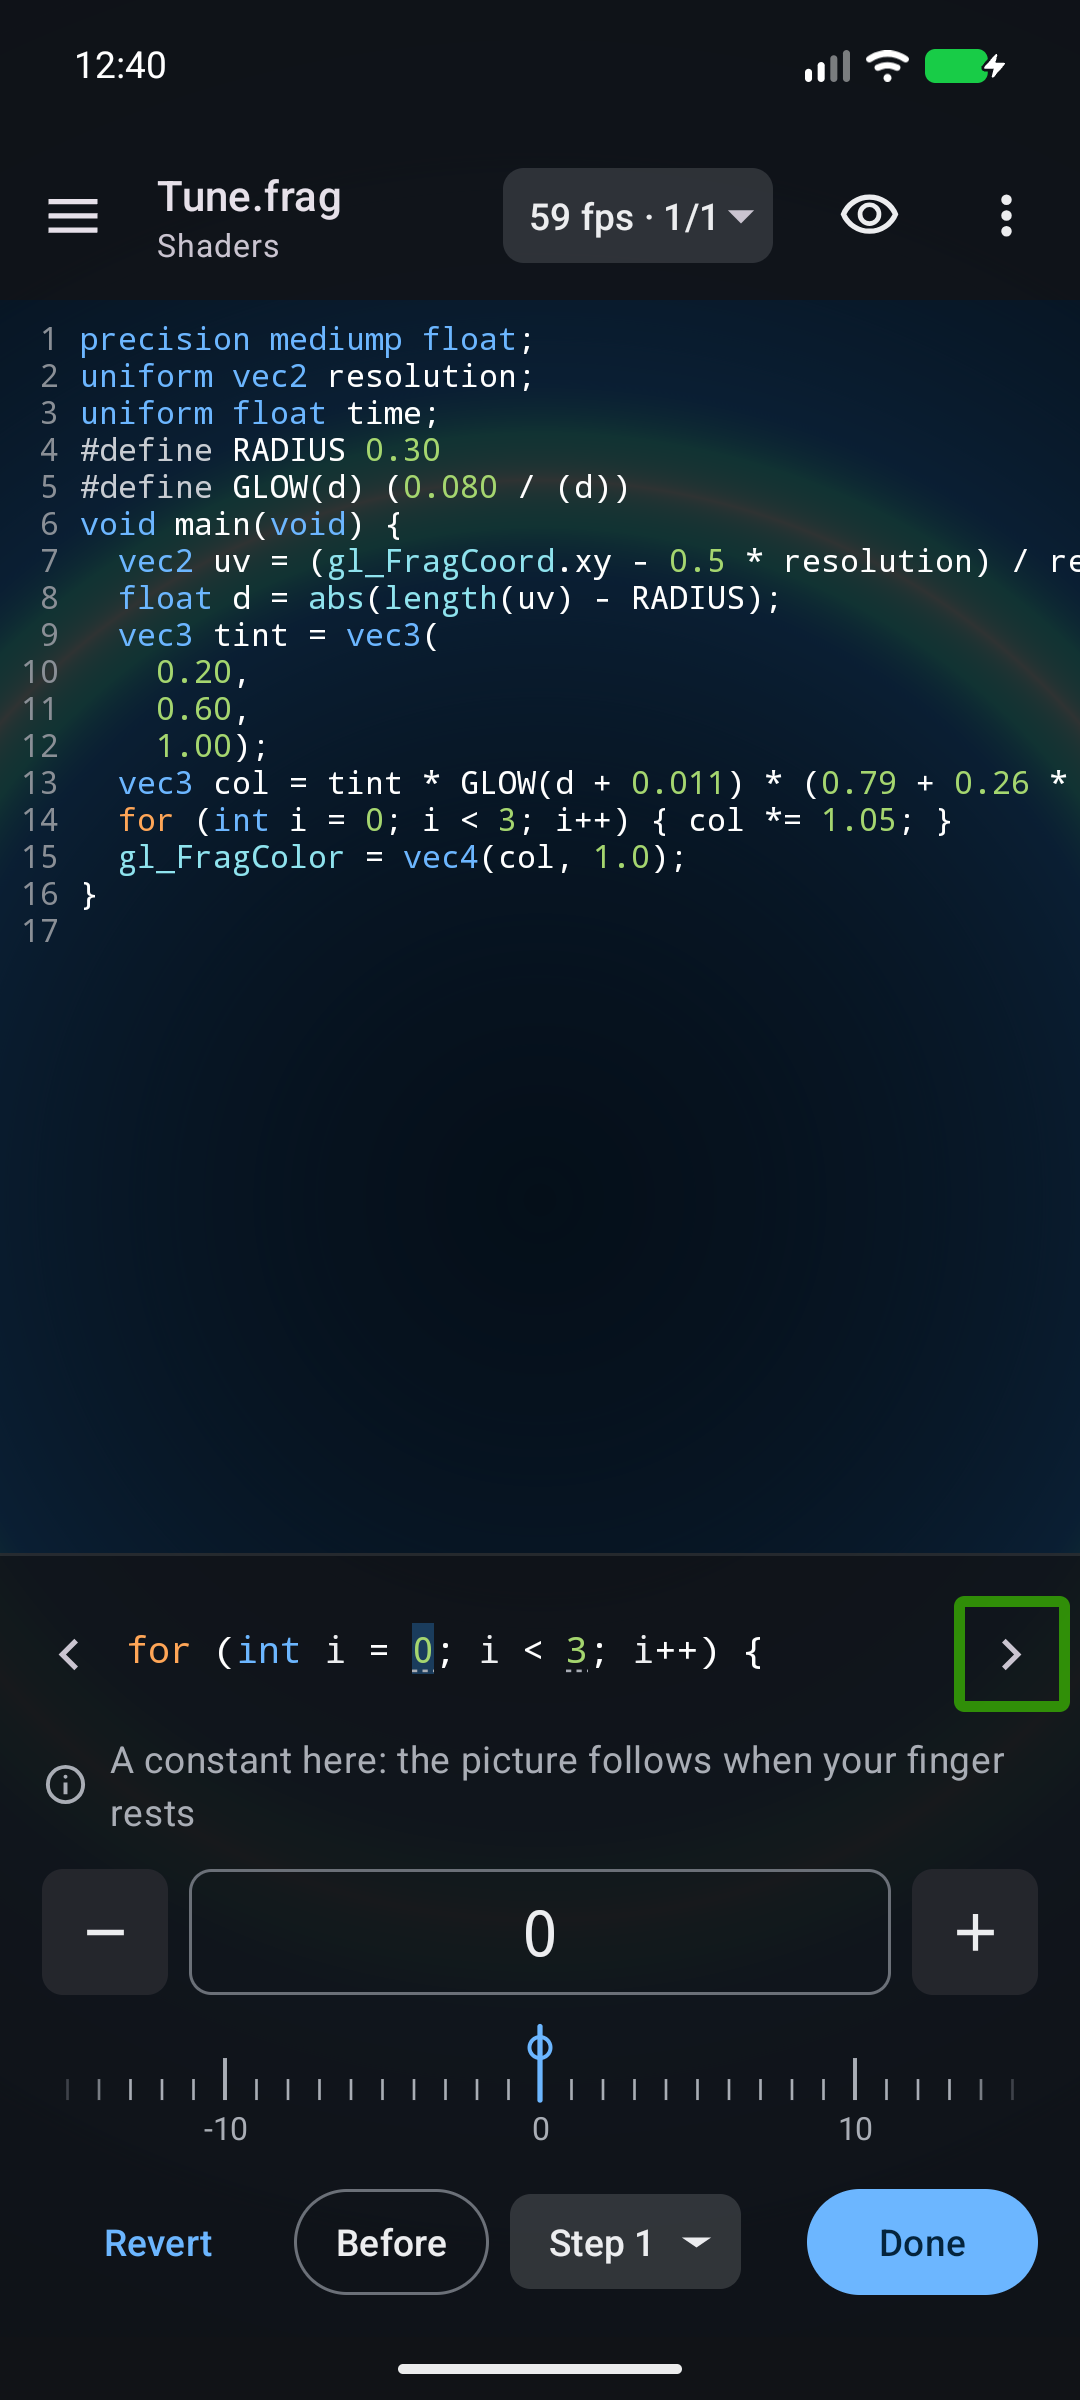 12:40
Tune.frag
Shaders
59 fps · 1/1
1 precision mediump float;
2 uniform vec2 resolution;
3 uniform float time;
4 #define RADIUS 0.30
5 #define GLOW(d) (0.080 / (d))
6 void main(void) {
7 vec2 uv = (gl_FragCoord.xy - 0.5 * resolution) / re
8 float d = abs(length(uv) - RADIUS);
9 vec3 tint = vec3(
10 0.20,
11 0.60,
12 1.00);
13 vec3 col = tint * GLOW(d + 0.011) * (0.79 + 0.26 *
14 for (int i = 0; i < 3; i++) { col *= 1.05; }
15 gl_FragColor = vec4(col, 1.0);
16 }
17
for (int i = 0; i < 3; i++) {
A constant here: the picture follows when your finger
rests
0
-10 0 10
Revert Before Step 1 Done